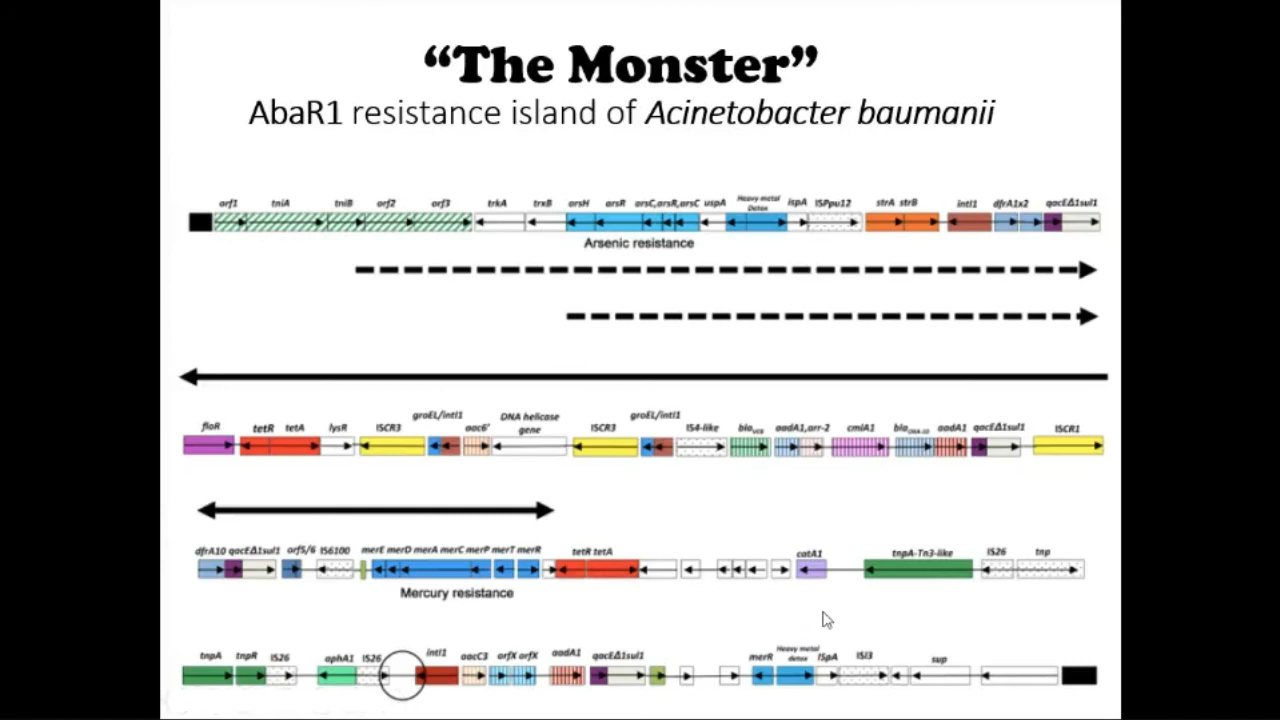 “The Monster”
AbaR1 resistance island of Acinetobacter baumanii
orf1 tniA tniB orf2 orf3 trkA trxB arsH arsR arsC,arsR,arsC uspA Heavy metal Detox ispA ISPpu12 strA strB intI1 dfrA1x2 qacEΔ1sul1
Arsenic resistance
floR tetR tetA lysR ISCR3 groEL/intI1 aac6' DNA helicase gene ISCR3 groEL/intI1 IS4-like bla aadA1,arr-2 cmlA1 bla aadA1 qacEΔ1sul1 ISCR1
dfrA10 qacEΔ1sul1 orf5/6 IS6100 merE merD merA merC merP merT merR tetR tetA catA1 tnpA-Tn3-like IS26 tnp
Mercury resistance
tnpA tnpR IS26 aphA1 IS26 intI1 aacC3 orfX orfX aadA1 qacEΔ1sul1 merR Heavy metal detox ISpA ISI3 sup